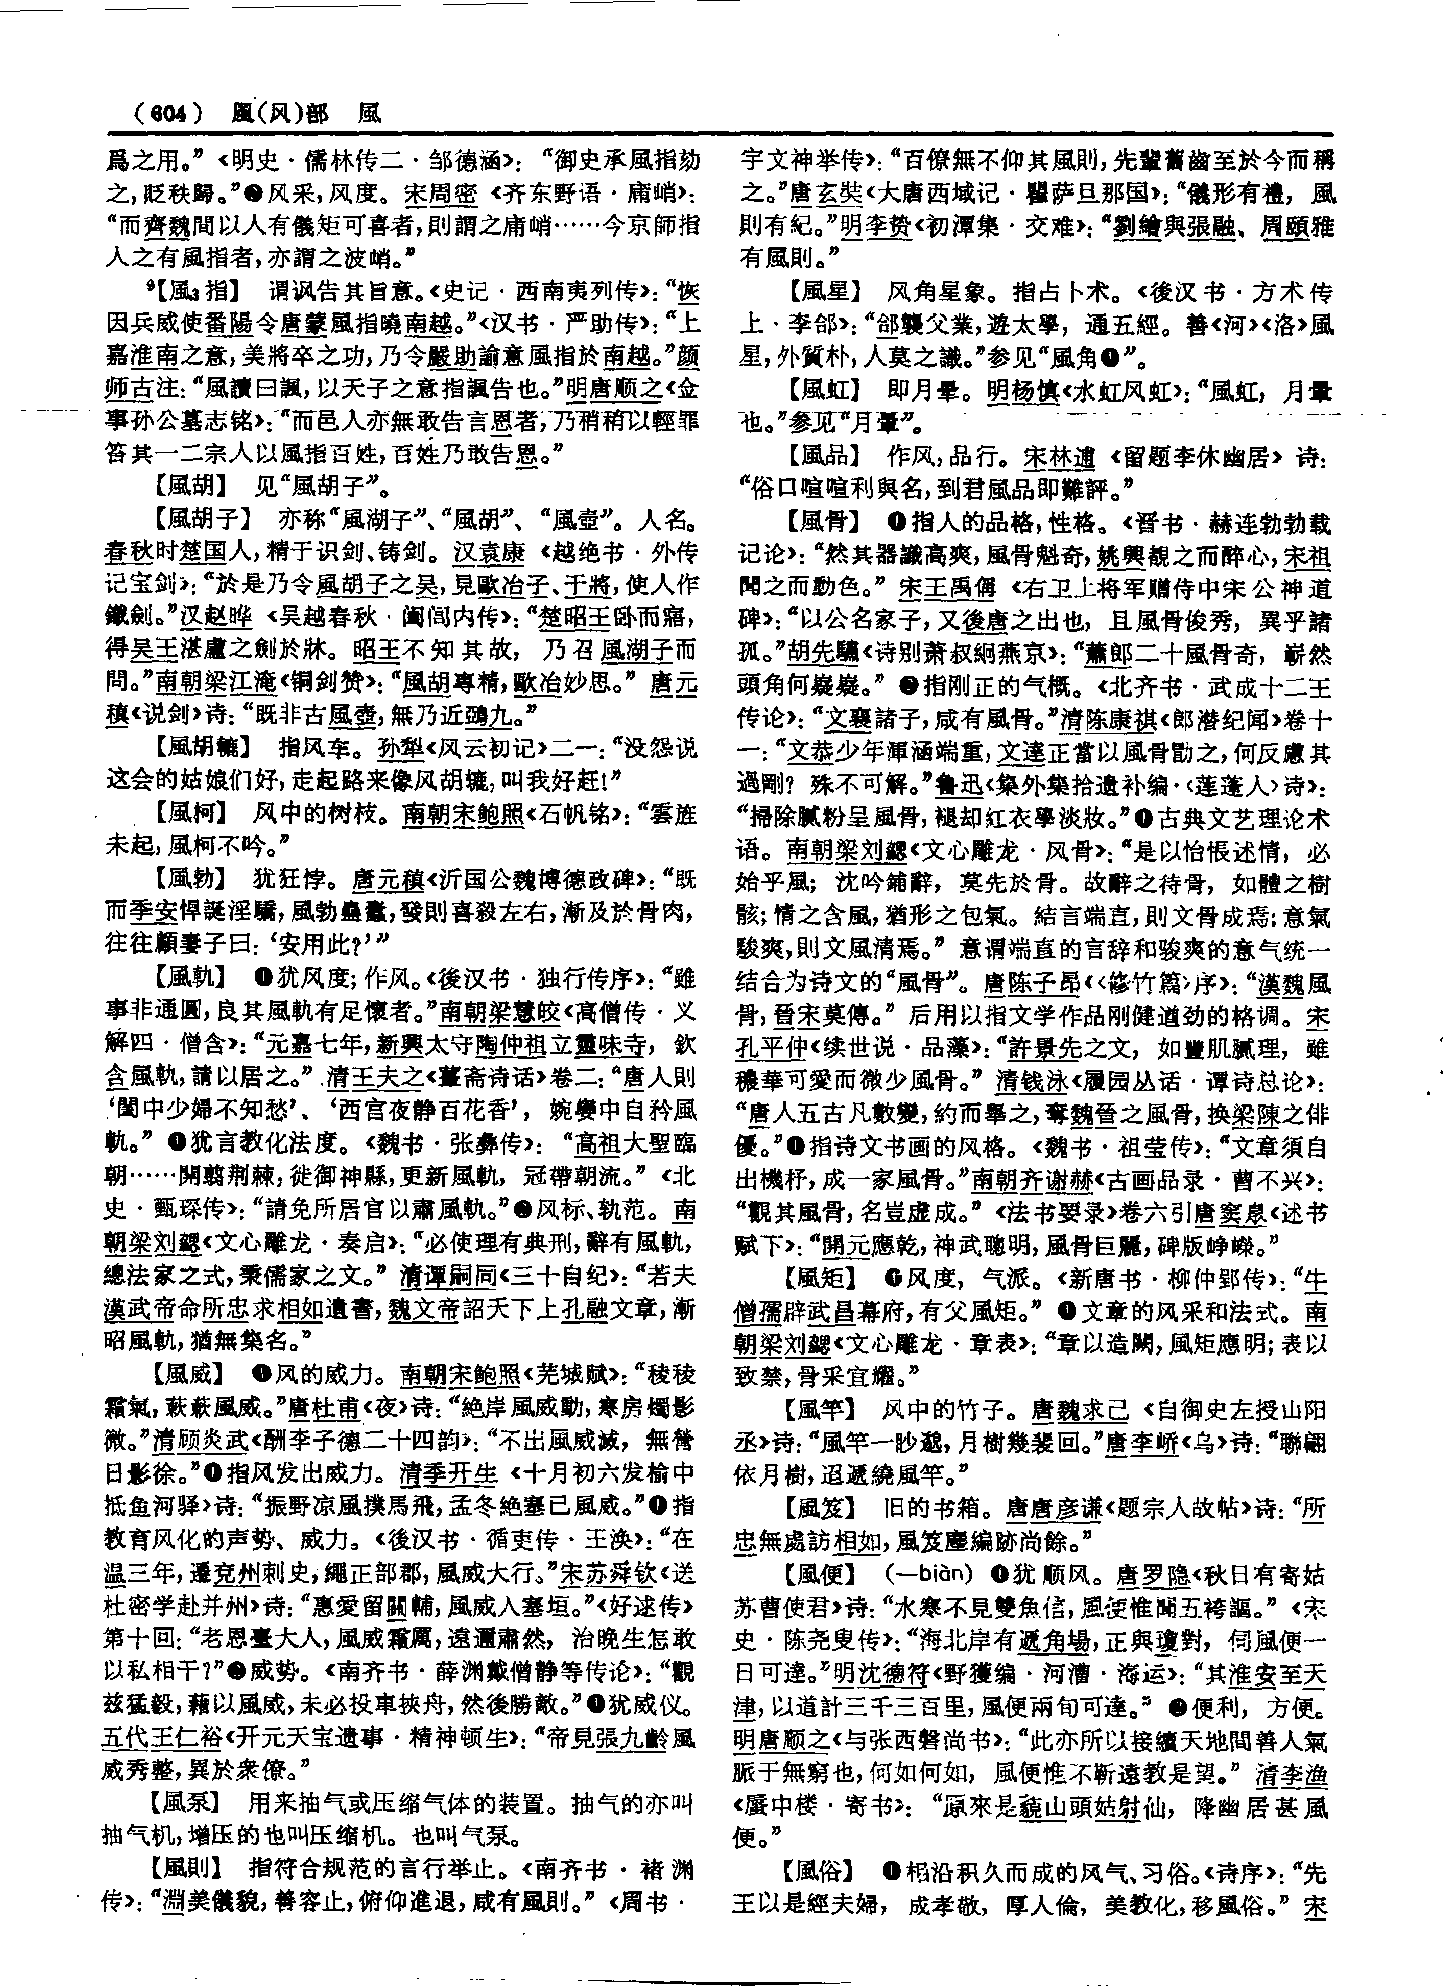 （604） 風(风)部 風
爲之用。”《明史·儒林传二·邹德涵》：“御史承風指劾
之，貶秩歸。”❷风采，风度。宋周密《齐东野语·庯峭》：
“而齊魏間以人有儀矩可喜者，則謂之庯峭……今京師指
人之有風指者，亦謂之波峭。”
⁹【風₃指】 谓讽告其旨意。《史记·西南夷列传》：“恢
因兵威使番陽令唐蒙風指曉南越。”《汉书·严助传》：“上
嘉淮南之意，美將卒之功，乃令嚴助諭意風指於南越。”颜
师古注：“風讀曰諷，以天子之意指諷告也。”明唐顺之《佥
事孙公墓志铭》：“而邑人亦無敢告言恩者，乃稍稍以輕罪
笞其一二宗人以風指百姓，百姓乃敢告恩。”
【風胡】 见“風胡子”。
【風胡子】 亦称“風湖子”、“風胡”、“風壺”。人名。
春秋时楚国人，精于识剑、铸剑。汉袁康《越绝书·外传
记宝剑》：“於是乃令風胡子之吴，見歐冶子、干將，使人作
鐵劍。”汉赵晔《吴越春秋·阖闾内传》：“楚昭王卧而寤，
得吴王湛盧之劍於牀。昭王不知其故，乃召風湖子而
問。”南朝梁江淹《铜剑赞》：“風胡專精，歐冶妙思。”唐元
稹《说剑》诗：“既非古風壺，無乃近鵶九。”
【風胡轆】 指风车。孙犁《风云初记》二一：“没怨说
这会的姑娘们好，走起路来像风胡辘，叫我好赶！”
【風柯】 风中的树枝。南朝宋鲍照《石帆铭》：“雲旌
未起，風柯不吟。”
【風勃】 犹狂悖。唐元稹《沂国公魏博德政碑》：“既
而季安悍誕淫驕，風勃蠱蠹，發則喜殺左右，漸及於骨肉，
往往顧妻子曰：‘安用此？’”
【風軌】 ❶犹风度；作风。《後汉书·独行传序》：“雖
事非通圓，良其風軌有足懷者。”南朝梁慧皎《高僧传·义
解四·僧含》：“元嘉七年，新興太守陶仲祖立靈味寺，欽
含風軌，請以居之。”清王夫之《薑斋诗话》卷二：“唐人則
‘閨中少婦不知愁’、‘西宫夜静百花香’，婉孌中自矜風
軌。”❷犹言教化法度。《魏书·张彝传》：“高祖大聖臨
朝……開翦荆棘，徙御神縣，更新風軌，冠帶朝流。”《北
史·甄琛传》：“請免所居官以肅風軌。”❸风标、轨范。南
朝梁刘勰《文心雕龙·奏启》：“必使理有典刑，辭有風軌，
總法家之式，秉儒家之文。”清谭嗣同《三十自纪》：“若夫
漢武帝命所忠求相如遺書，魏文帝詔天下上孔融文章，漸
昭風軌，猶無集名。”
【風威】 ❶风的威力。南朝宋鲍照《芜城赋》：“稜稜
霜氣，蔌蔌風威。”唐杜甫《夜》诗：“絶岸風威動，寒房燭影
微。”清顾炎武《酬李子德二十四韵》：“不出風威滅，無營
日影徐。”❷指风发出威力。清季开生《十月初六发榆中
抵鱼河驿》诗：“振野凉風撲馬飛，孟冬絶塞已風威。”❸指
教育风化的声势、威力。《後汉书·循吏传·王涣》：“在
温三年，遷兖州刺史，繩正部郡，風威大行。”宋苏舜钦《送
杜密学赴并州》诗：“惠愛留關輔，風威入塞垣。”《好逑传》
第十回：“老恩臺大人，風威霜厲，遠邇肅然，治晚生怎敢
以私相干？”❹威势。《南齐书·薛渊戴僧静等传论》：“觀
兹猛毅，藉以風威，未必投車挾舟，然後勝敵。”❺犹威仪。
五代王仁裕《开元天宝遗事·精神顿生》：“帝見張九齡風
威秀整，異於衆僚。”
【風泵】 用来抽气或压缩气体的装置。抽气的亦叫
抽气机，增压的也叫压缩机。也叫气泵。
【風則】 指符合规范的言行举止。《南齐书·褚渊
传》：“淵美儀貌，善容止，俯仰進退，咸有風則。”《周书·
宇文神举传》：“百僚無不仰其風則，先輩舊齒至於今而稱
之。”唐玄奘《大唐西域记·瞿萨旦那国》：“儀形有禮，風
則有紀。”明李贽《初潭集·交难》：“劉繪與張融、周顒雅
有風則。”
【風星】 风角星象。指占卜术。《後汉书·方术传
上·李郃》：“郃襲父業，遊太學，通五經。善《河》《洛》風
星，外質朴，人莫之識。”参见“風角❶”。
【風虹】 即月晕。明杨慎《水虹风虹》：“風虹，月暈
也。”参见“月暈”。
【風品】 作风，品行。宋林逋《留题李休幽居》诗：
“俗口喧喧利與名，到君風品即難評。”
【風骨】 ❶指人的品格，性格。《晋书·赫连勃勃载
记论》：“然其器識高爽，風骨魁奇，姚興覩之而醉心，宋祖
聞之而動色。”宋王禹偁《右卫上将军赠侍中宋公神道
碑》：“以公名家子，又後唐之出也，且風骨俊秀，異乎諸
孤。”胡先驌《诗别萧叔絅燕京》：“蕭郎二十風骨奇，嶄然
頭角何嶷嶷。”❷指刚正的气概。《北齐书·武成十二王
传论》：“文襄諸子，咸有風骨。”清陈康祺《郎潜纪闻》卷十
一：“文恭少年渾涵端重，文達正當以風骨勖之，何反慮其
過剛？殊不可解。”鲁迅《集外集拾遗补编·〈莲蓬人〉诗》：
“掃除膩粉呈風骨，褪却紅衣學淡妝。”❸古典文艺理论术
语。南朝梁刘勰《文心雕龙·风骨》：“是以怊悵述情，必
始乎風；沈吟鋪辭，莫先於骨。故辭之待骨，如體之樹
骸；情之含風，猶形之包氣。結言端直，則文骨成焉；意氣
駿爽，則文風清焉。”意谓端直的言辞和骏爽的意气统一
结合为诗文的“風骨”。唐陈子昂《〈修竹篇〉序》：“漢魏風
骨，晉宋莫傳。”后用以指文学作品刚健遒劲的格调。宋
孔平仲《续世说·品藻》：“許景先之文，如豐肌膩理，雖
穠華可愛而微少風骨。”清钱泳《履园丛话·谭诗总论》：
“唐人五古凡數變，約而舉之，奪魏晉之風骨，换梁陳之俳
優。”❹指诗文书画的风格。《魏书·祖莹传》：“文章須自
出機杼，成一家風骨。”南朝齐谢赫《古画品录·曹不兴》：
“觀其風骨，名豈虚成。”《法书要录》卷六引唐窦臮《述书
赋下》：“開元應乾，神武聰明，風骨巨麗，碑版崢嶸。”
【風矩】 ❶风度，气派。《新唐书·柳仲郢传》：“牛
僧孺辟武昌幕府，有父風矩。”❷文章的风采和法式。南
朝梁刘勰《文心雕龙·章表》：“章以造闕，風矩應明；表以
致禁，骨采宜耀。”
【風竿】 风中的竹子。唐魏求己《自御史左授山阳
丞》诗：“風竿一眇邈，月樹幾裴回。”唐李峤《乌》诗：“聯翩
依月樹，迢遞繞風竿。”
【風笈】 旧的书箱。唐唐彦谦《题宗人故帖》诗：“所
忠無處訪相如，風笈塵編跡尚餘。”
【風便】 （—biàn）❶犹顺风。唐罗隐《秋日有寄姑
苏曹使君》诗：“水寒不見雙魚信，風便惟聞五袴謳。”《宋
史·陈尧叟传》：“海北岸有遞角場，正與瓊對，伺風便一
日可達。”明沈德符《野獲编·河漕·海运》：“其淮安至天
津，以道計三千三百里，風便兩旬可達。”❷便利，方便。
明唐顺之《与张西磐尚书》：“此亦所以接續天地間善人氣
脈于無窮也，何如何如，風便惟不靳遠教是望。”清李渔
《蜃中楼·寄书》：“原來是藐山頭姑射仙，降幽居甚風
便。”
【風俗】 ❶相沿积久而成的风气、习俗。《诗序》：“先
王以是經夫婦，成孝敬，厚人倫，美教化，移風俗。”宋